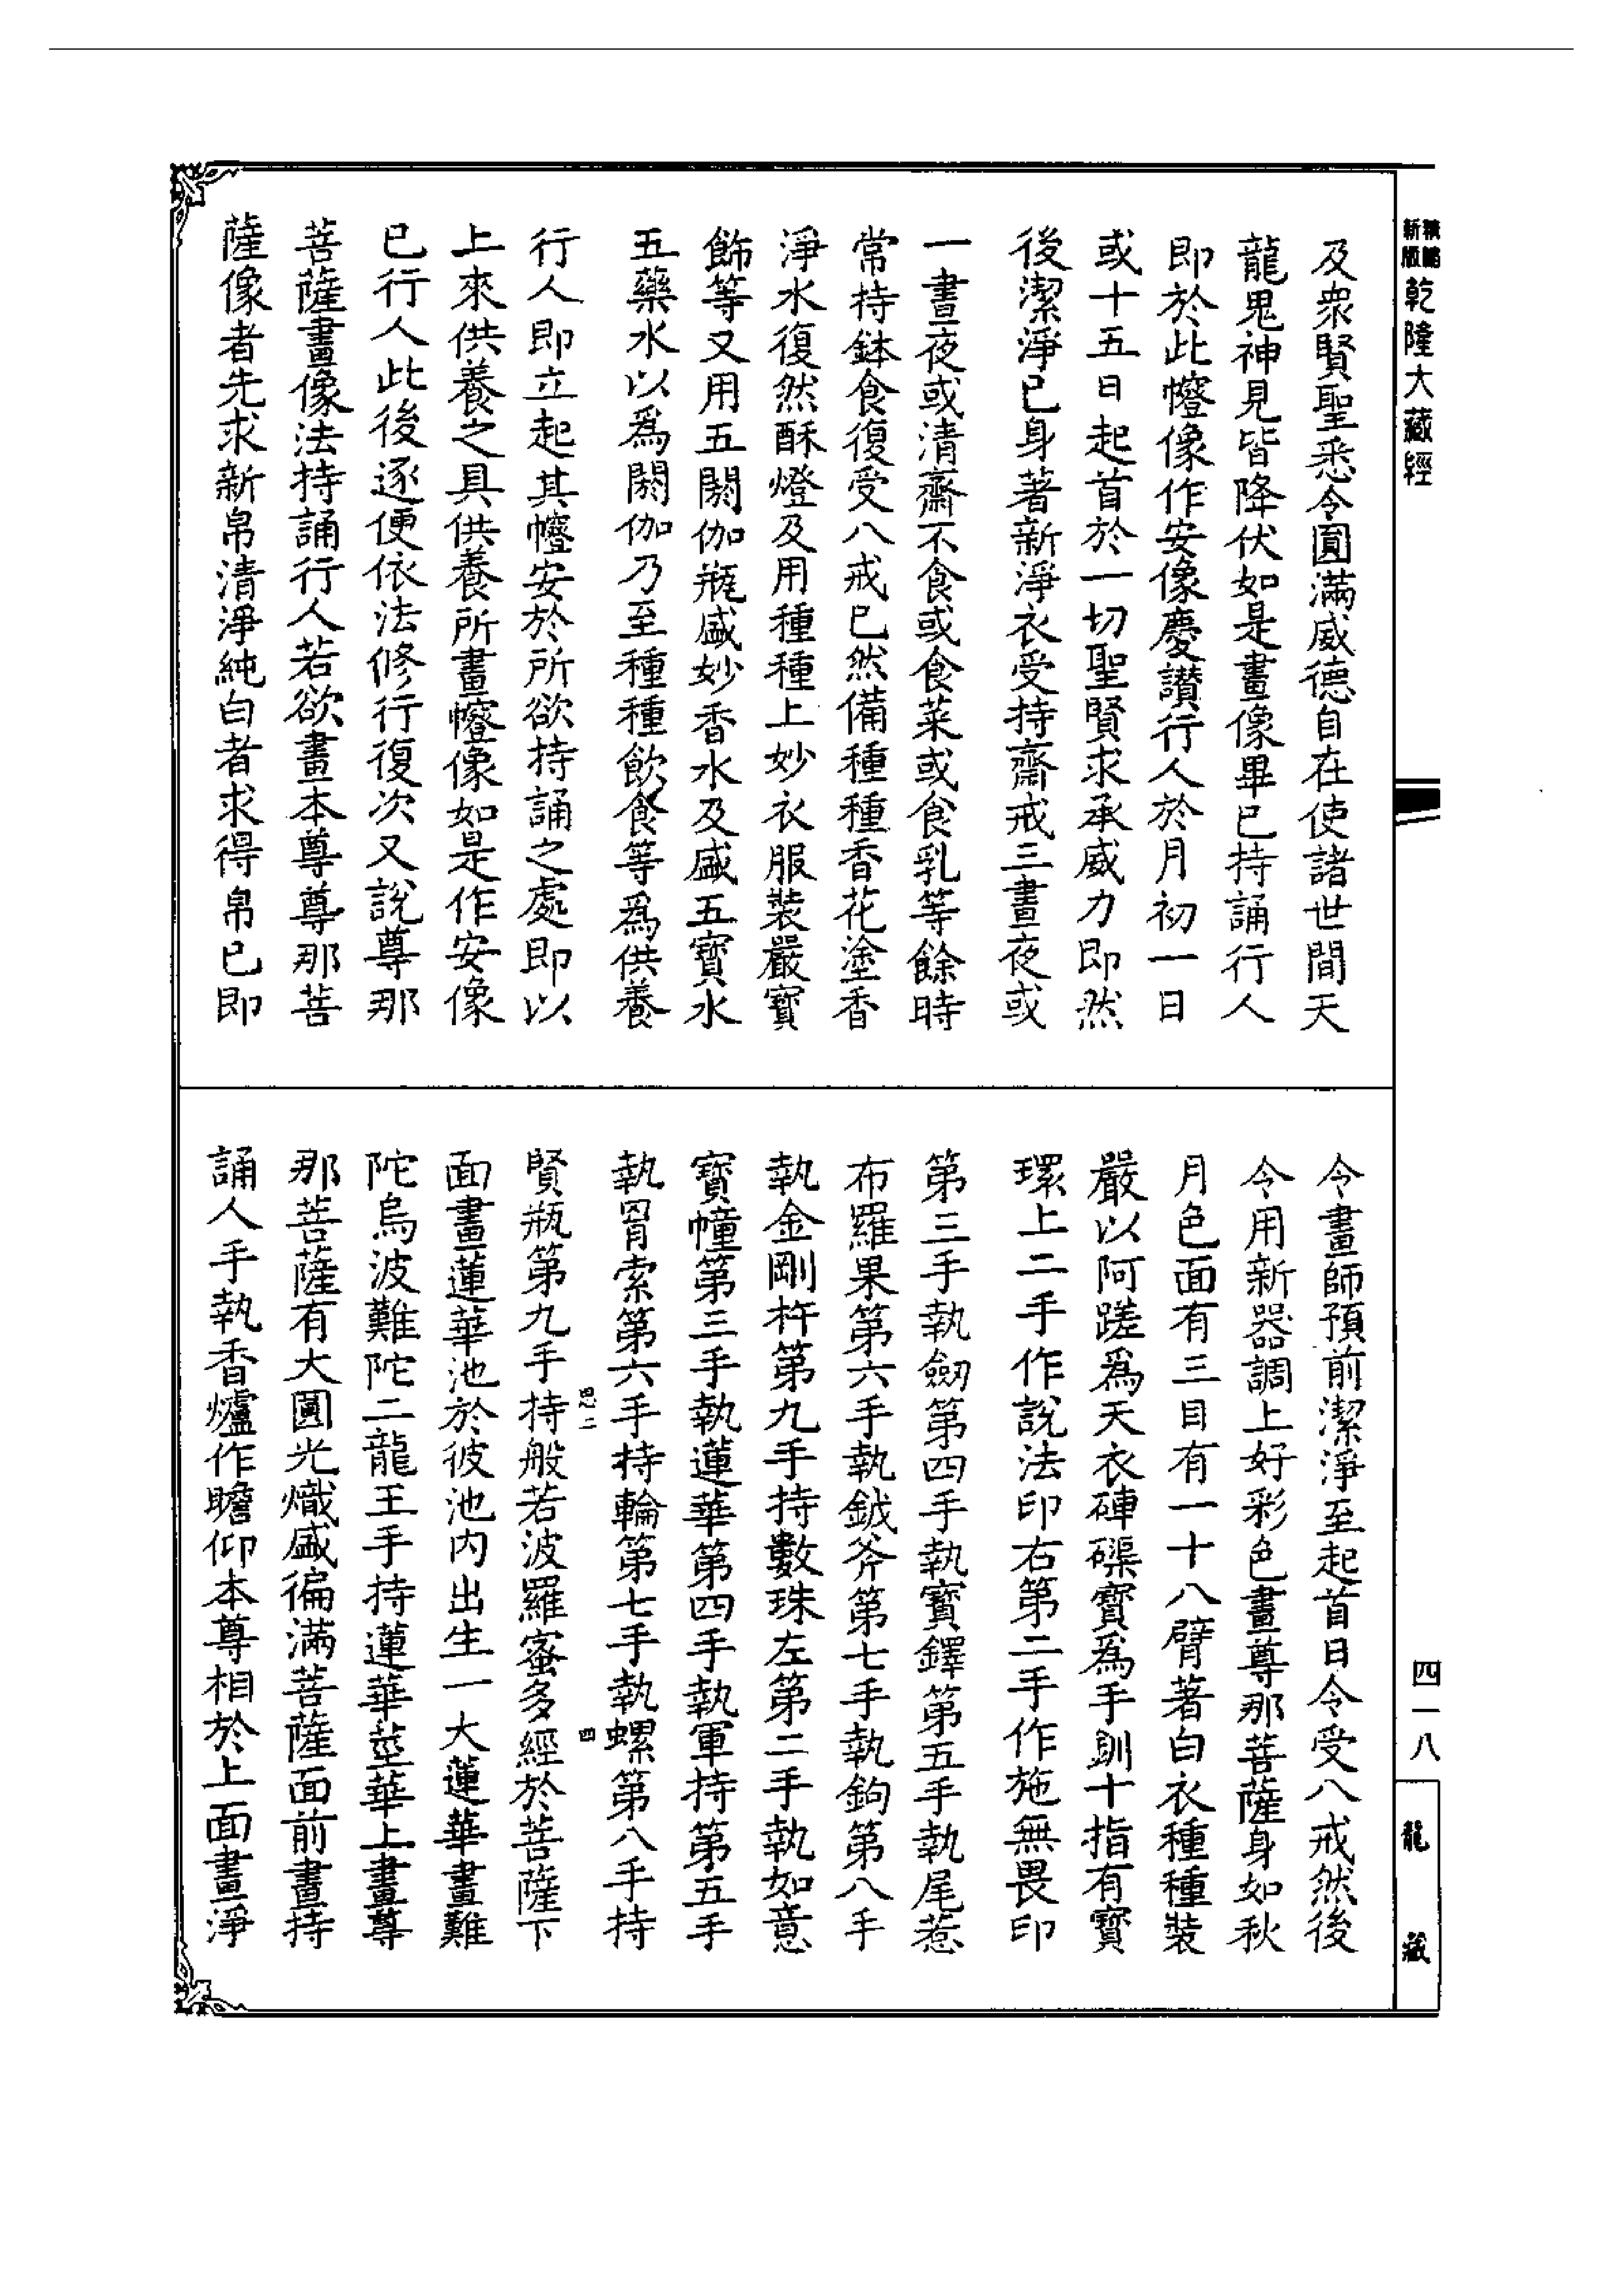 新版 精縮 乾隆大藏經
及衆賢聖悉令圓滿威德自在使諸世間天
龍鬼神見皆降伏如是畫像畢已持誦行人
即於此㡧像作安像慶讃行人於月初一日
或十五日起首於一切聖賢求承威力即然
後潔淨已身著新淨衣受持齋戒三晝夜或
一晝夜或清齋不食或食菜或食乳等餘時
常持鉢食復受八戒已然備種種香花塗香
淨水復然酥燈及用種種上妙衣服裝嚴寶
飾等又用五閼伽瓶盛妙香水及盛五寶水
五藥水以爲閼伽乃至種種飲食等爲供養
行人即立起其㡧安於所欲持誦之處即以
上來供養之具供養所畫㡧像如是作安像
已行人此後逐便依法修行復次又說尊那
菩薩畫像法持誦行人若欲畫本尊尊那菩
薩像者先求新帛清淨純白者求得帛已即
令畫師預前潔淨至起首日令受八戒然後
令用新器調上好彩色畫尊那菩薩身如秋
月色面有三目有一十八臂著白衣種種裝
嚴以阿蹉爲天衣硨磲寶爲手釧十指有寶
環上二手作說法印右第二手作施無畏印
第三手執劒第四手執寶鐸第五手執尾惹
布羅果第六手執鉞斧第七手執鉤第八手
執金剛杵第九手持數珠左第二手執如意
寶幢第三手執蓮華第四手執軍持第五手
執罥索第六手持輪第七手執螺第八手持
賢瓶第九手持般若波羅蜜多經於菩薩下
面畫蓮華池於彼池內出生一大蓮華畫難
陀烏波難陀二龍王手持蓮華莖華上畫尊
那菩薩有大圓光熾盛徧滿菩薩面前畫持
誦人手執香爐作瞻仰本尊相於上面畫淨
思二
四
四一八
龍藏